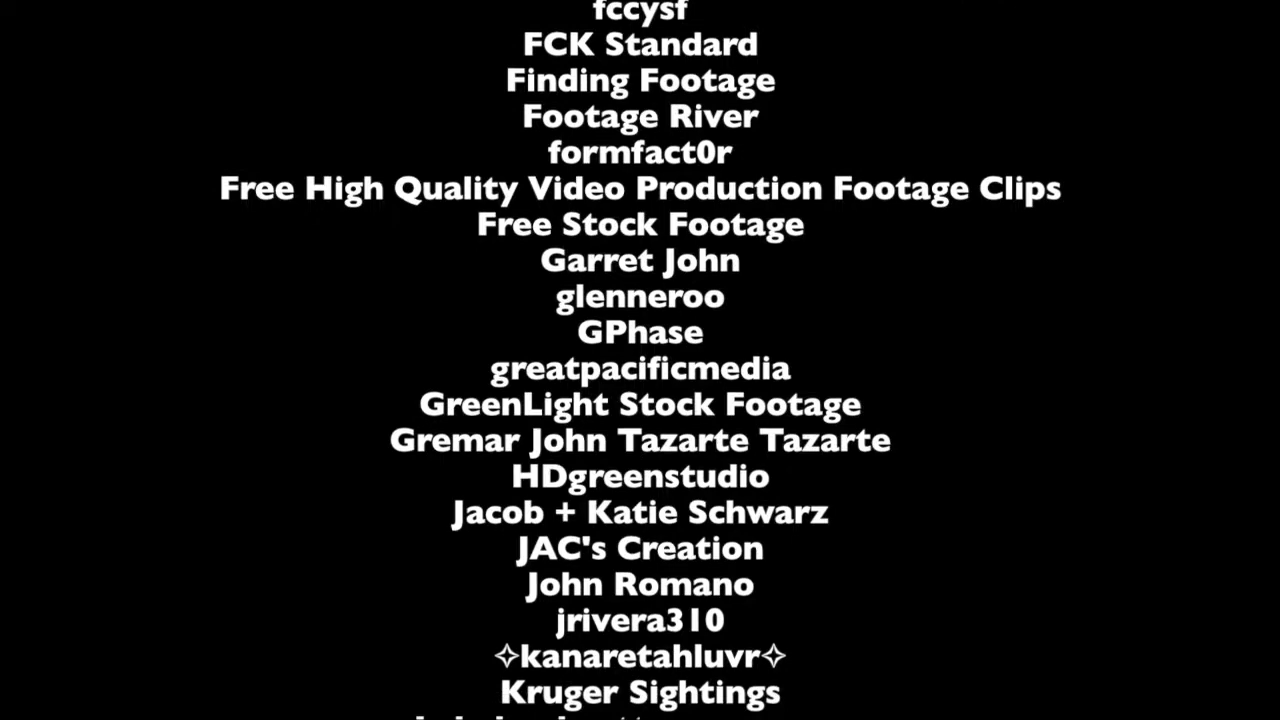 fccysf
FCK Standard
Finding Footage
Footage River
formfact0r
Free High Quality Video Production Footage Clips
Free Stock Footage
Garret John
glenneroo
GPhase
greatpacificmedia
GreenLight Stock Footage
Gremar John Tazarte Tazarte
HDgreenstudio
Jacob + Katie Schwarz
JAC's Creation
John Romano
jrivera310
✧kanaretahluvr✧
Kruger Sightings